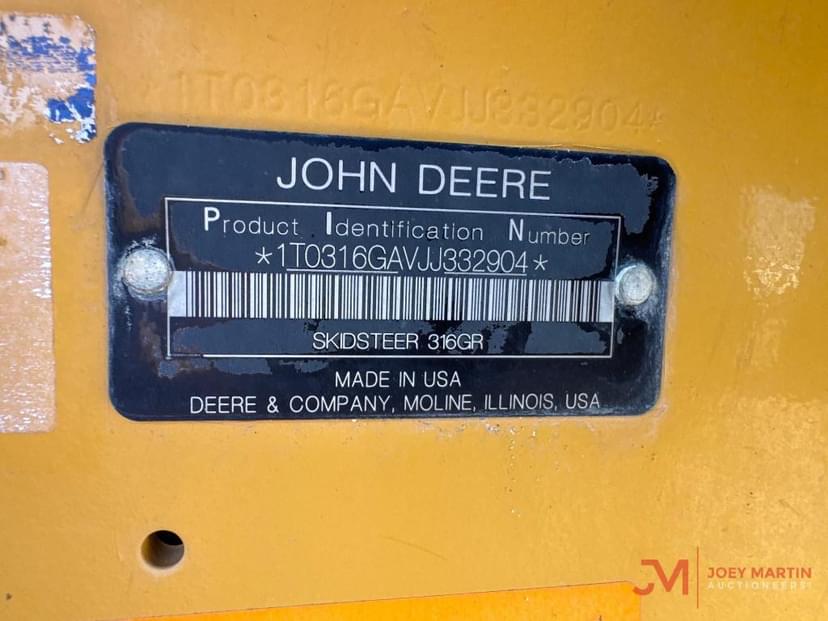 *1T0316GAVJJ332904*
JOHN DEERE
Product Identification Number
*1T0316GAVJJ332904*
SKIDSTEER 316GR
MADE IN USA
DEERE & COMPANY, MOLINE, ILLINOIS, USA
JM JOEY MARTIN
AUCTIONEERS